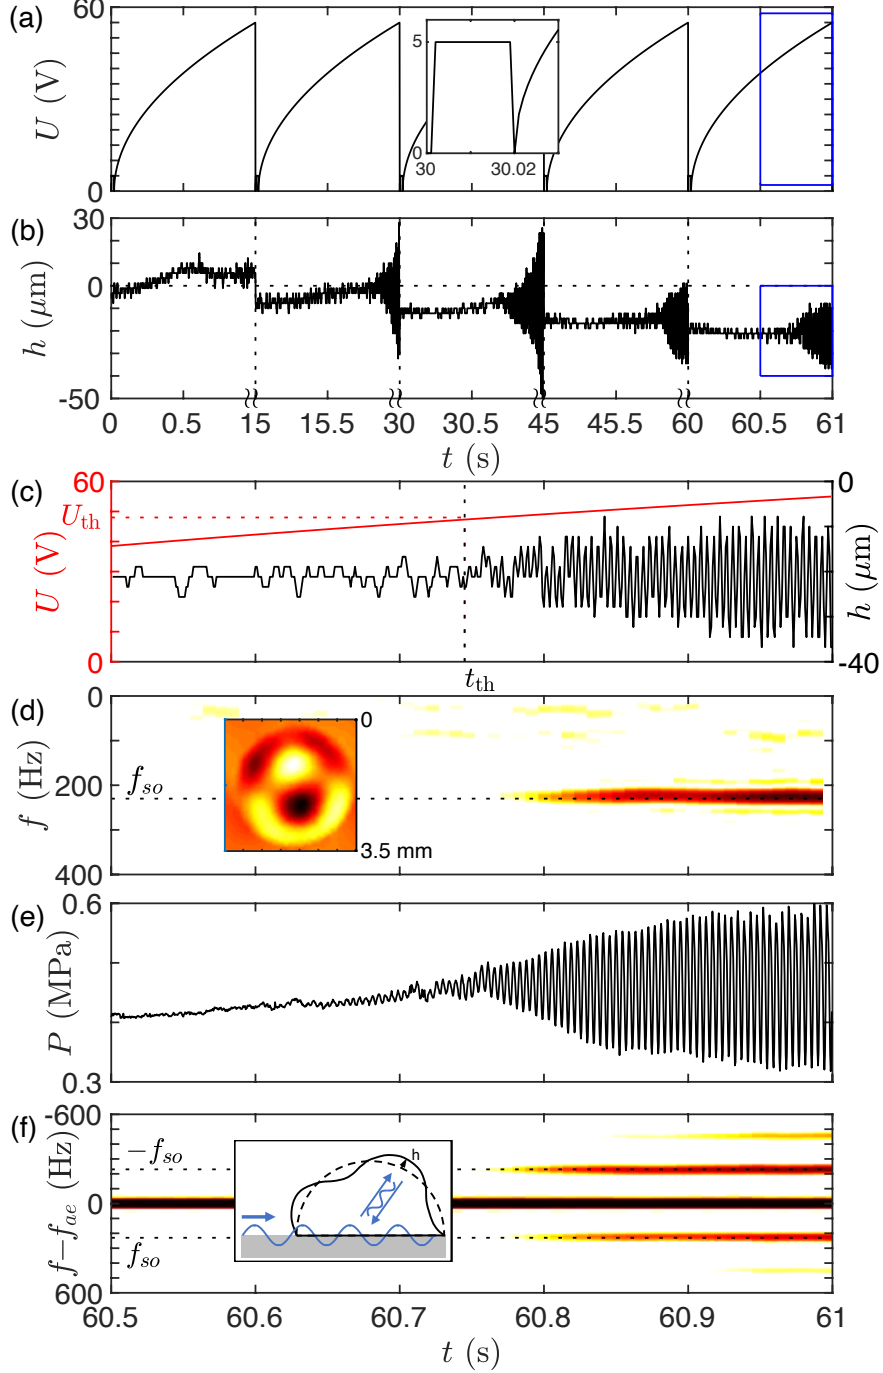 (a)
60
U (V)
0
5
0
30
30.02
(b)
30
0
h (μm)
-50
0
0.5
15
15.5
30
30.5
45
45.5
60
60.5
61
t (s)
(c)
60
U_th
U (V)
0
0
h (μm)
-40
t_th
(d)
0
f_so
f (Hz)
200
400
0
3.5 mm
(e)
0.6
P (MPa)
0.3
(f)
-600
-f_so
f-f_ae (Hz)
0
f_so
600
h
60.5
60.6
60.7
60.8
60.9
61
t (s)